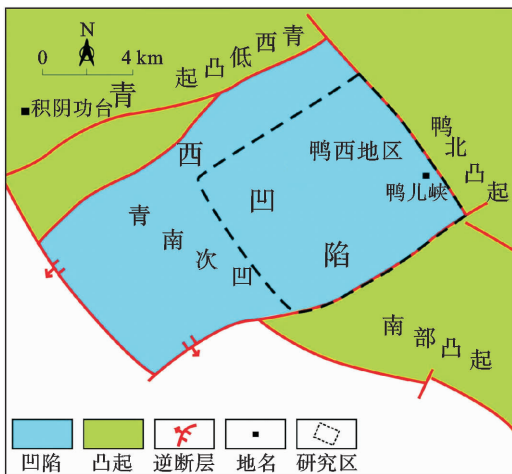 N
0 4 km
青西低凸起
青
积阴功台
鸭北凸起
鸭西地区
鸭儿峡
西凹陷
青南次凹
南部凸起
凹陷 凸起 逆断层 地名 研究区